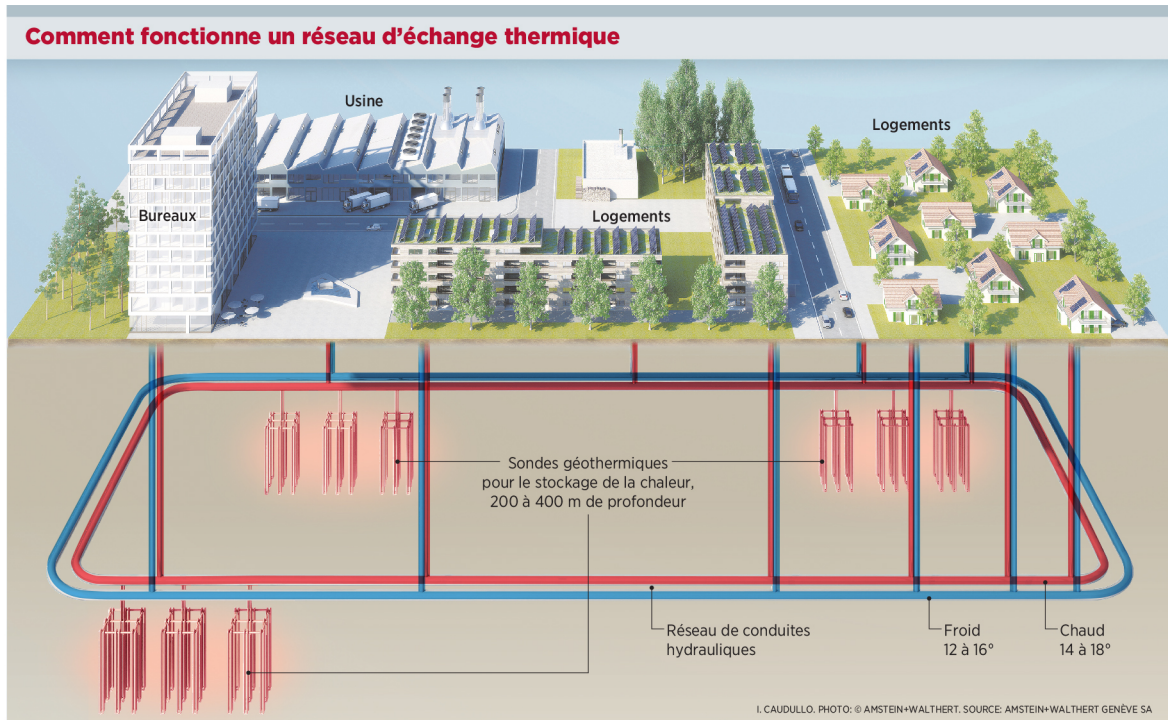 Comment fonctionne un réseau d’échange thermique
Usine
Logements
Bureaux
Logements
Sondes géothermiques
pour le stockage de la chaleur,
200 à 400 m de profondeur
Réseau de conduites
hydrauliques
Froid
12 à 16°
Chaud
14 à 18°
I. CAUDULLO. PHOTO: © AMSTEIN+WALTHERT. SOURCE: AMSTEIN+WALTHERT GENÈVE SA